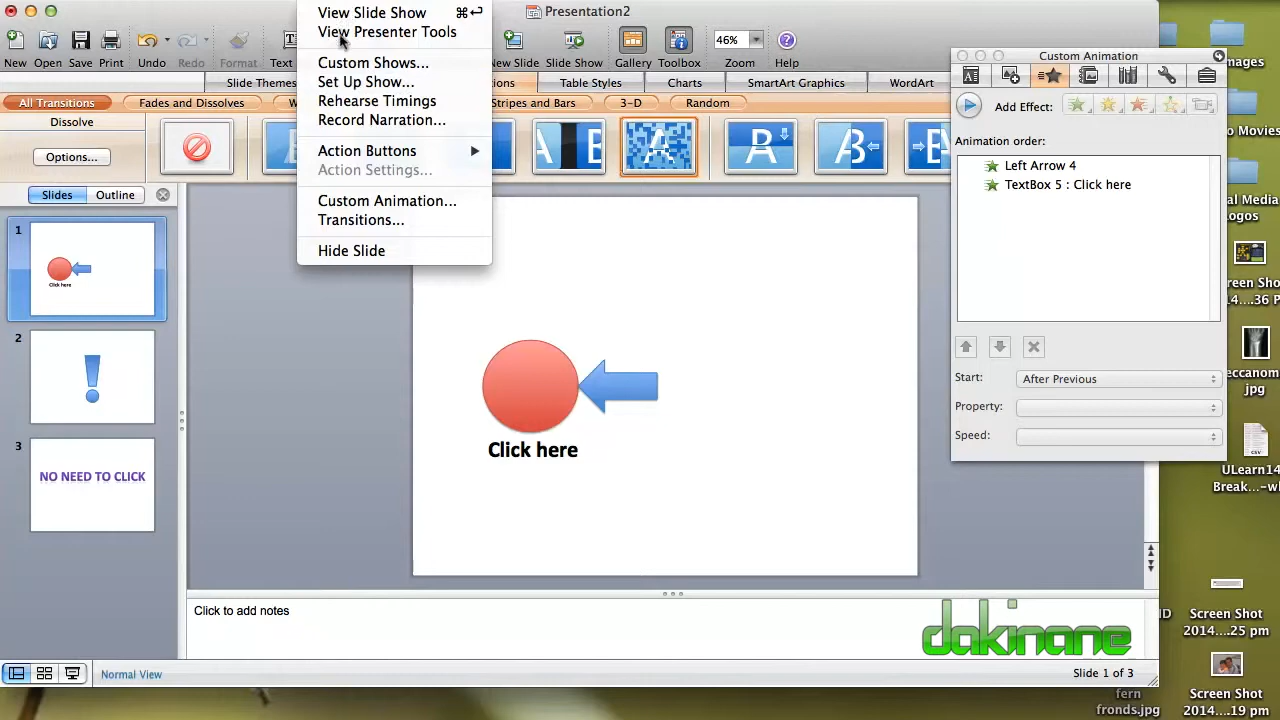 Presentation2
View Slide Show ⌘↩
View Presenter Tools
Custom Shows...
Set Up Show...
Rehearse Timings
Record Narration...
Action Buttons
Action Settings...
Custom Animation...
Transitions...
Hide Slide
New Open Save Print Undo Redo Format Text
New Slide Slide Show Gallery Toolbox Zoom Help
46%
Slide Themes
Table Styles Charts SmartArt Graphics WordArt
All Transitions Fades and Dissolves
Stripes and Bars 3-D Random
Dissolve
Options...
Slides Outline
1
Click here
2
!
3
NO NEED TO CLICK
Click here
Click to add notes
Normal View
Slide 1 of 3
Custom Animation
Add Effect:
Animation order:
Left Arrow 4
TextBox 5 : Click here
Start: After Previous
Property:
Speed:
dakinane
Screen Shot
2014....25 pm
Screen Shot
2014....19 pm
fern
fronds.jpg